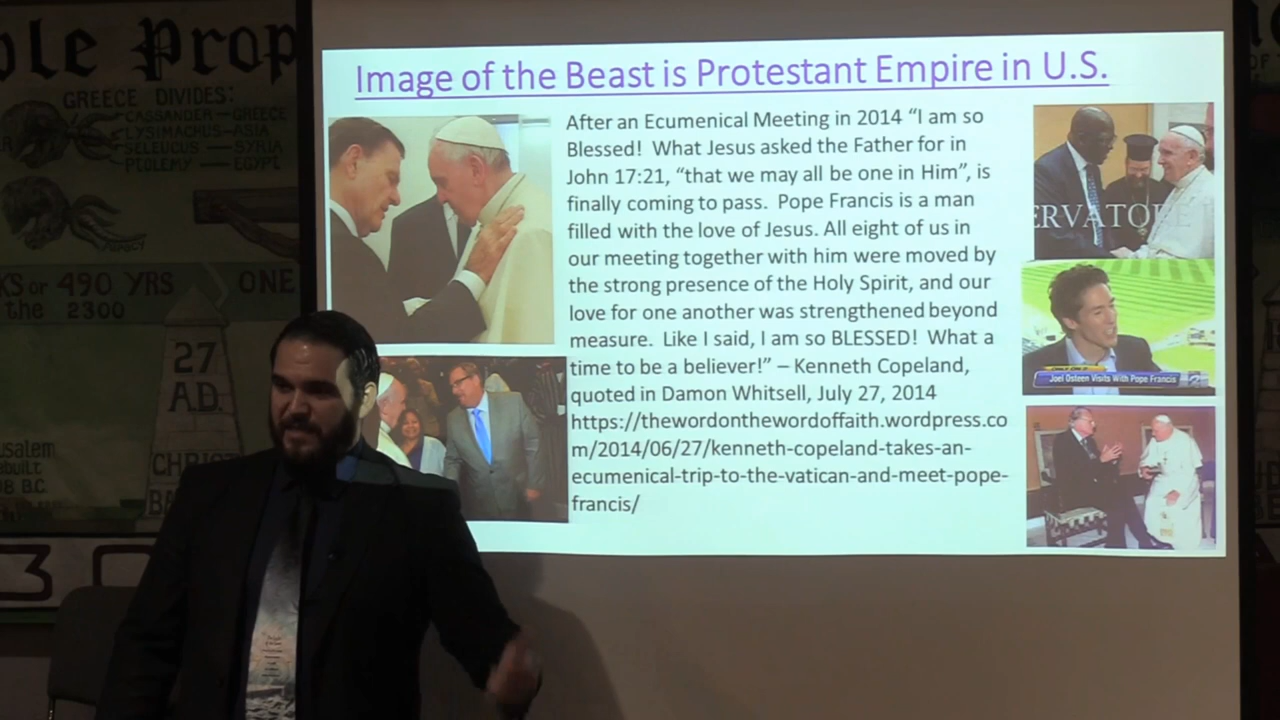 ble Prop
GREECE DIVIDES:
CASSANDER—GREECE
LYSIMACHUS—ASIA
SELEUCUS — SYRIA
PTOLEMY — EGYPT
490 YRS
ONE
the 2300
27
A.D.
CHRIST
B.C.
Image of the Beast is Protestant Empire in U.S.
After an Ecumenical Meeting in 2014 “I am so
Blessed!  What Jesus asked the Father for in
John 17:21, “that we may all be one in Him”, is
finally coming to pass.  Pope Francis is a man
filled with the love of Jesus. All eight of us in
our meeting together with him were moved by
the strong presence of the Holy Spirit, and our
love for one another was strengthened beyond
measure.  Like I said, I am so BLESSED!  What a
time to be a believer!” – Kenneth Copeland,
quoted in Damon Whitsell, July 27, 2014
https://thewordonthewordoffaith.wordpress.co
m/2014/06/27/kenneth-copeland-takes-an-
ecumenical-trip-to-the-vatican-and-meet-pope-
francis/
ERVATO
Joel Osteen Visits With Pope Francis